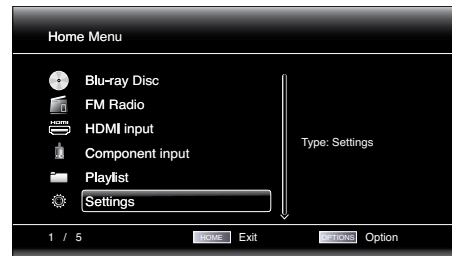 Home Menu
Blu-ray Disc
FM Radio
HDMI
HDMI input
Component input
Type: Settings
Playlist
Settings
1 / 5
HOME Exit
OPTIONS Option